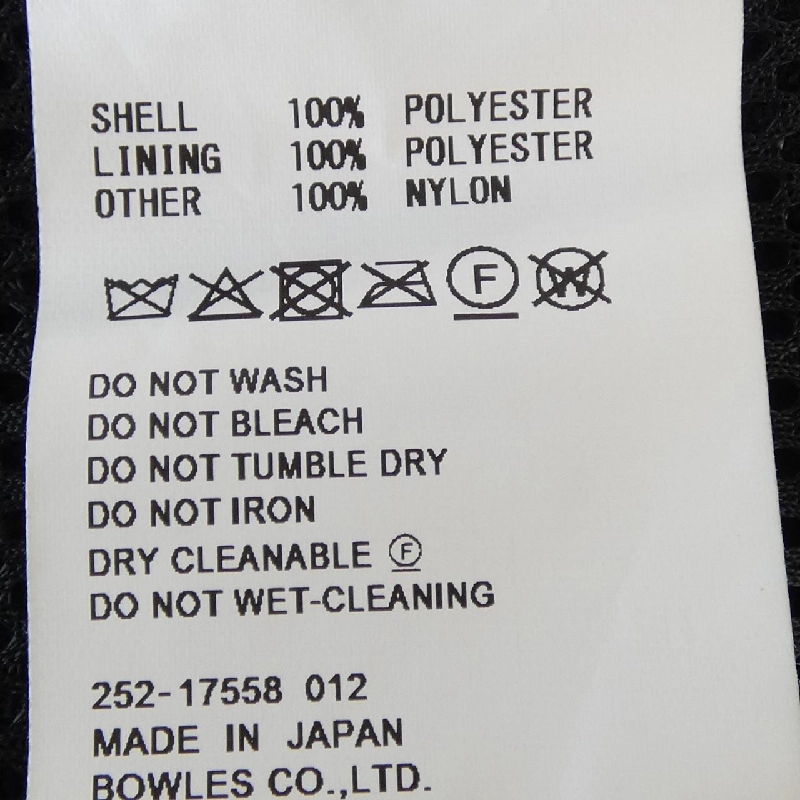 SHELL 100% POLYESTER
LINING 100% POLYESTER
OTHER 100% NYLON
F W
DO NOT WASH
DO NOT BLEACH
DO NOT TUMBLE DRY
DO NOT IRON
DRY CLEANABLE Ⓕ
DO NOT WET-CLEANING
252-17558 012
MADE IN JAPAN
BOWLES CO.,LTD.